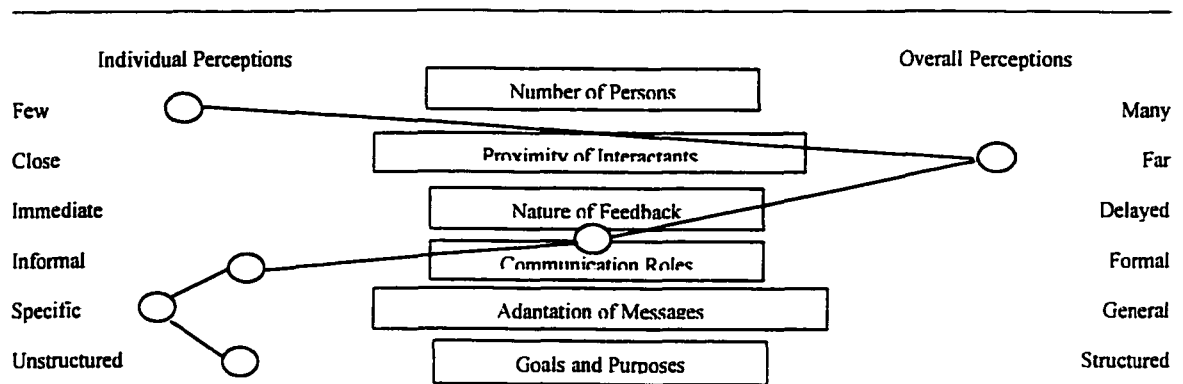 Individual Perceptions Overall Perceptions
Few Number of Persons Many
Close Proximity of Interactants Far
Immediate Nature of Feedback Delayed
Informal Communication Roles Formal
Specific Adantation of Messages General
Unstructured Goals and Purposes Structured